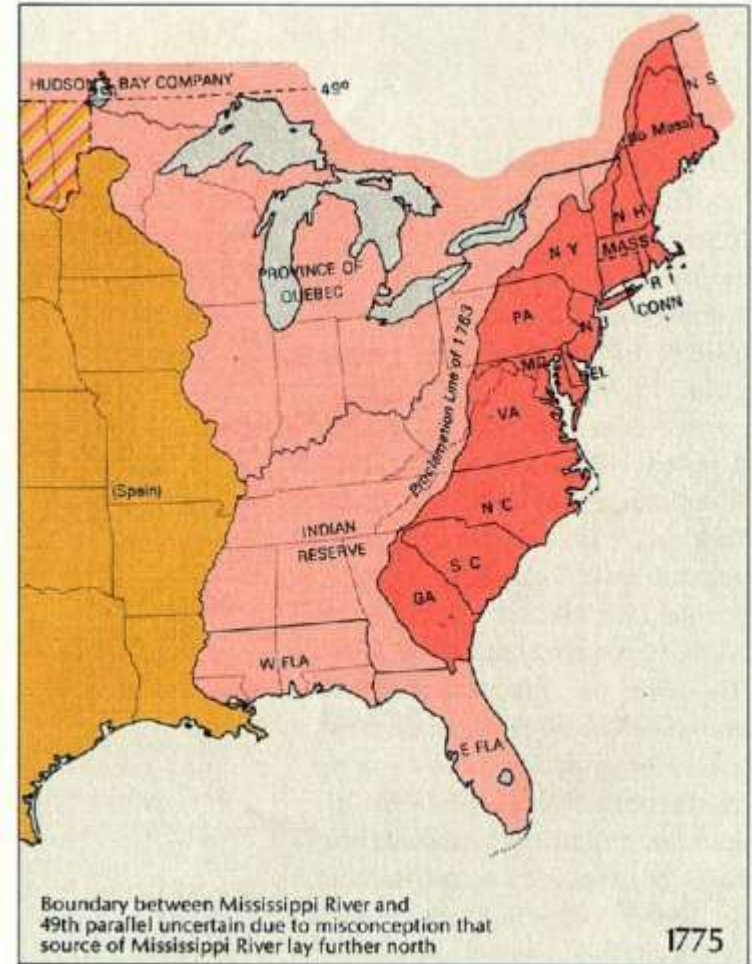 HUDSON'S BAY COMPANY
49º
N S
(to Mass)
N H
N Y
MASS
R I
CONN
PROVINCE OF
QUEBEC
PA
N J
MD
DEL
Proclamation Line of 1763
VA
(Spain)
N C
INDIAN
RESERVE
S C
GA
W FLA
E FLA
Boundary between Mississippi River and
49th parallel uncertain due to misconception that
source of Mississippi River lay further north
1775